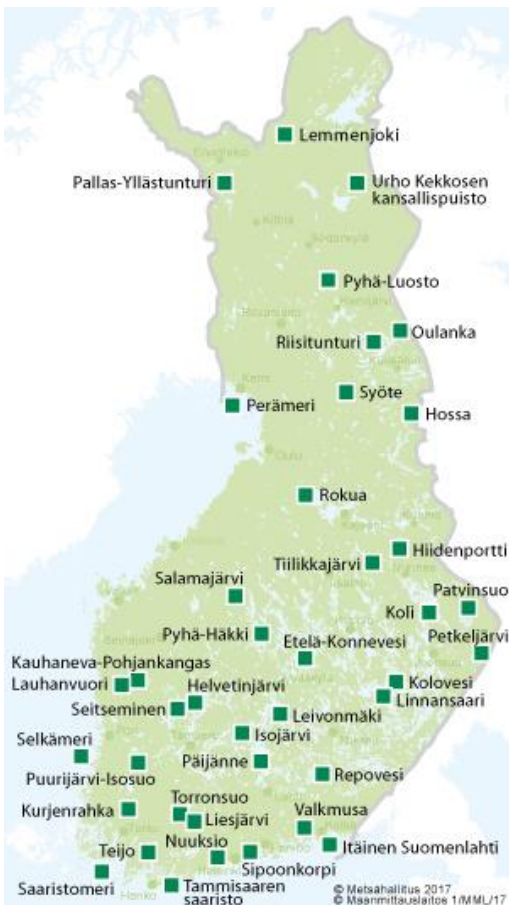 Lemmenjoki
Pallas-Yllästunturi
Urho Kekkosen
kansallispuisto
Pyhä-Luosto
Oulanka
Riisitunturi
Syöte
Perämeri
Hossa
Rokua
Hiidenportti
Tiilikkajärvi
Salamajärvi
Patvinsuo
Koli
Pyhä-Häkki
Etelä-Konnevesi
Petkeljärvi
Kauhaneva-Pohjankangas
Lauhanvuori
Helvetinjärvi
Kolovesi
Linnansaari
Seitseminen
Leivonmäki
Isojärvi
Selkämeri
Päijänne
Repovesi
Puurijärvi-Isosuo
Torronsuo
Kurjenrahka
Liesjärvi
Valkmusa
Nuuksio
Itäinen Suomenlahti
Teijo
Sipoonkorpi
Saaristomeri
Tammisaaren
saaristo
© Metsähallitus 2017
© Maanmittauslaitos 1/MML/17